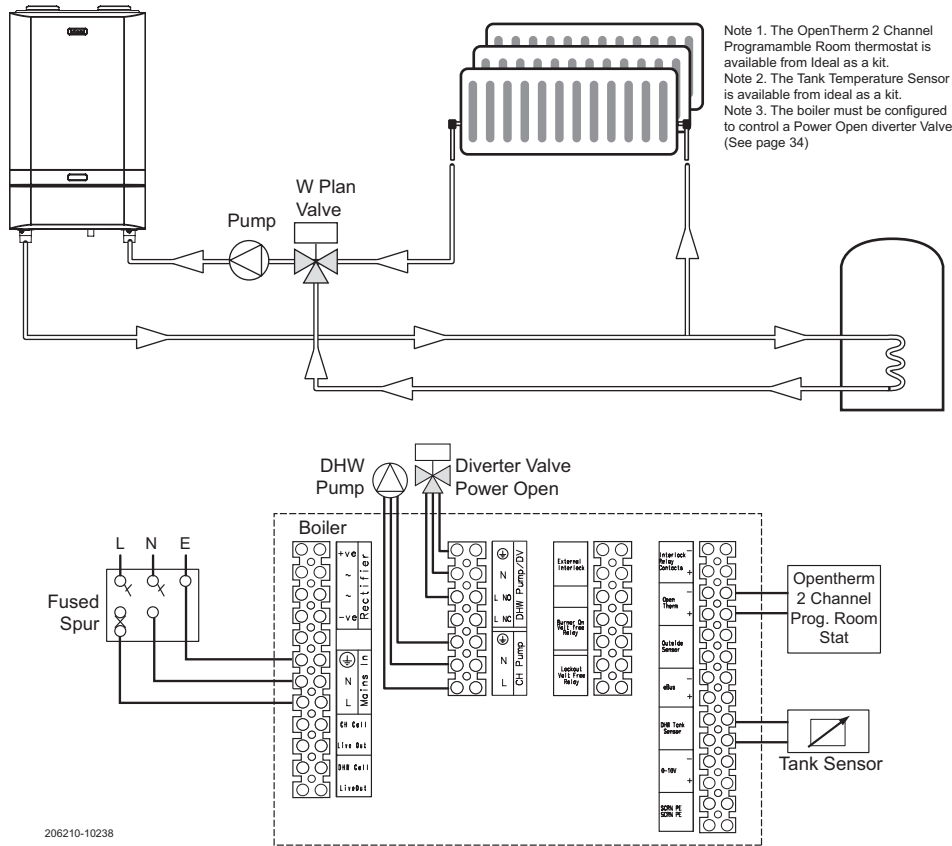 Note 1. The OpenTherm 2 Channel
Programamble Room thermostat is
available from Ideal as a kit.
Note 2. The Tank Temperature Sensor
is available from ideal as a kit.
Note 3. The boiler must be configured
to control a Power Open diverter Valve
(See page 34)
W Plan
Valve
Pump
DHW
Pump
Diverter Valve
Power Open
Boiler
L N E
Fused
Spur
+ve
~
~
-ve
Rectifier
N
L
Mains in
CH Call
Live Out
DHW Call
LiveOut
N
L NO
L NC
DHW Pump/DV
N
L
CH Pump
External
Interlock
Burner On
Volt Free
Relay
Lockout
Volt Free
Relay
Interlock
Relay
Contacts
-
+
Open
Therm
-
+
Outside
Sensor
eBus
-
+
DHW Tank
Sensor
0-10V
-
+
SCRN PE
SCRN PE
Opentherm
2 Channel
Prog. Room
Stat
Tank Sensor
206210-10238